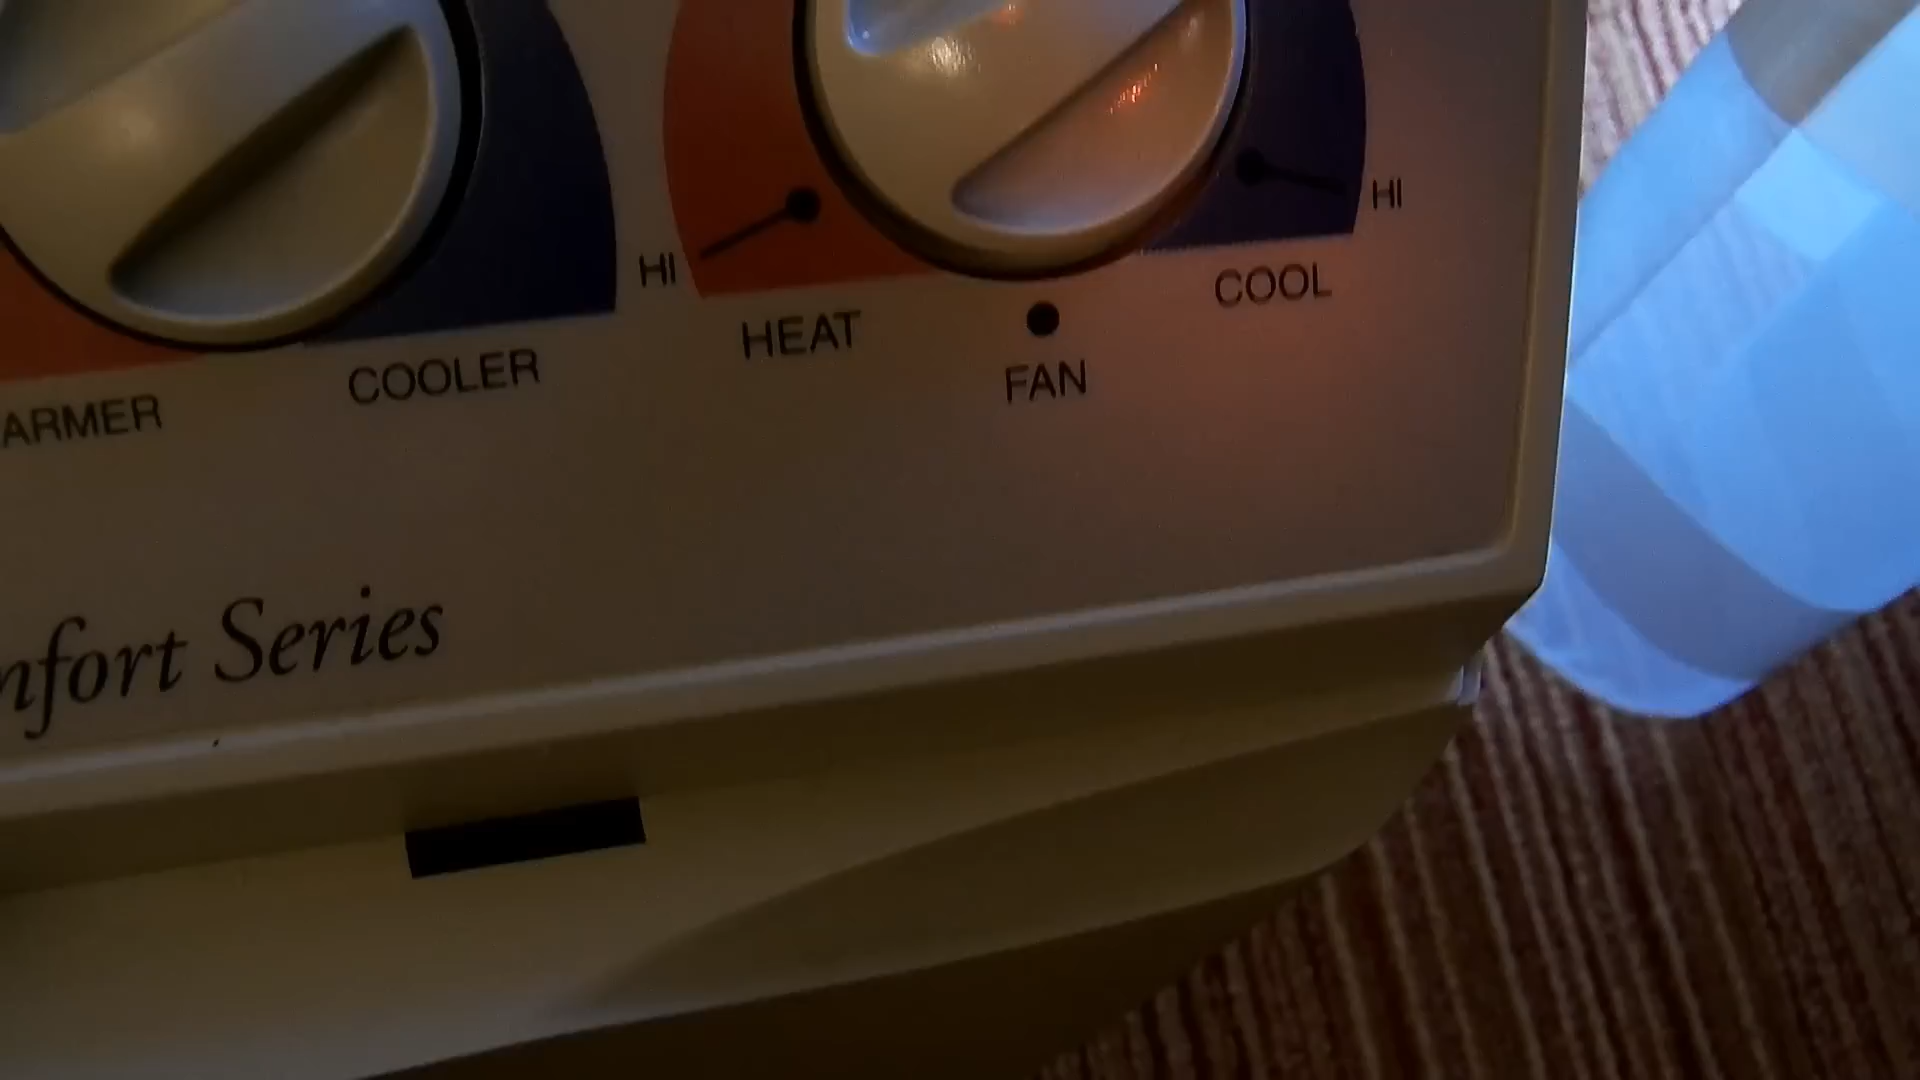 HI
HI
HEAT
COOL
FAN
ARMER
COOLER
nfort Series